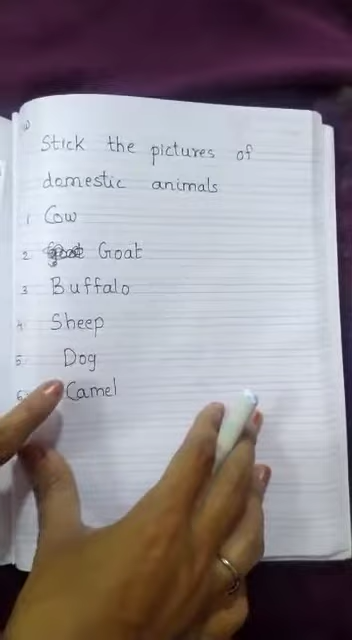 Stick the pictures of
domestic animals
1 Cow
2 Goat
3 Buffalo
4 Sheep
5. Dog
6. Camel